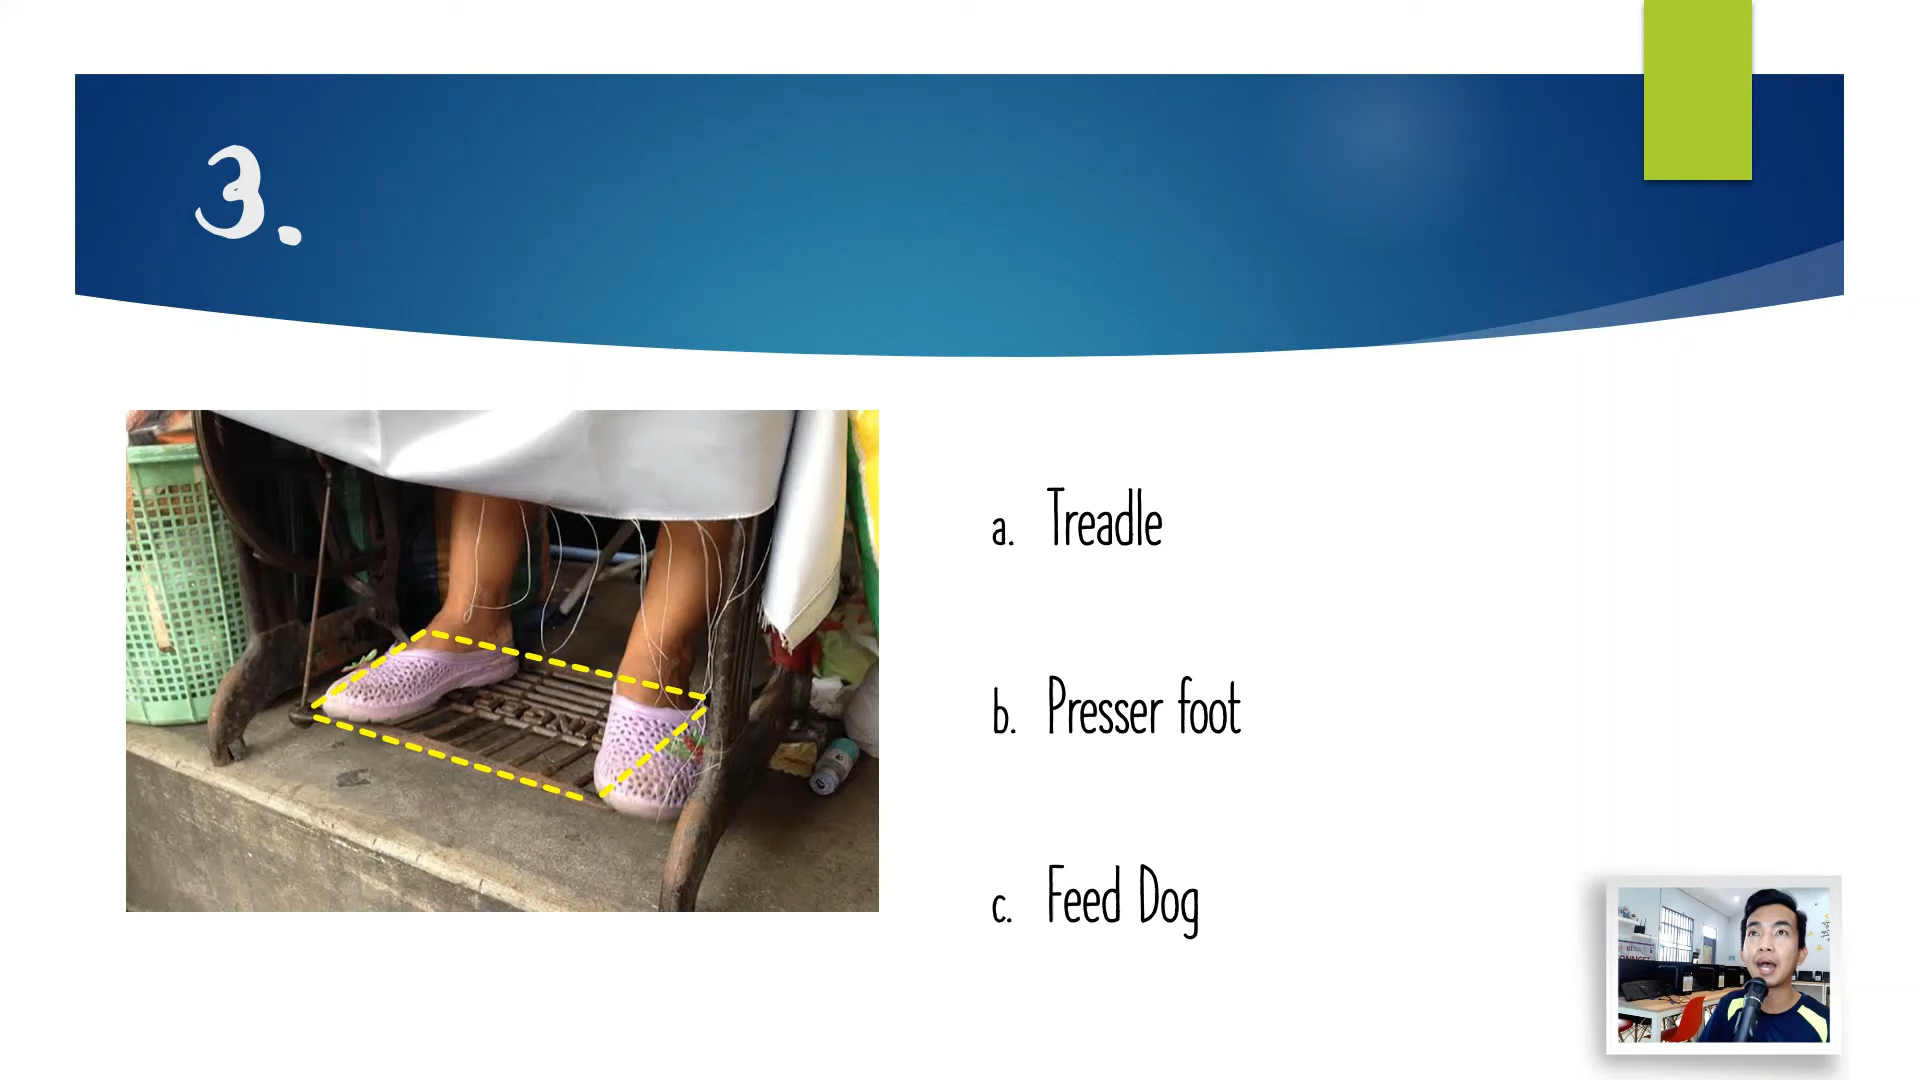 3.
a. Treadle
b. Presser foot
c. Feed Dog